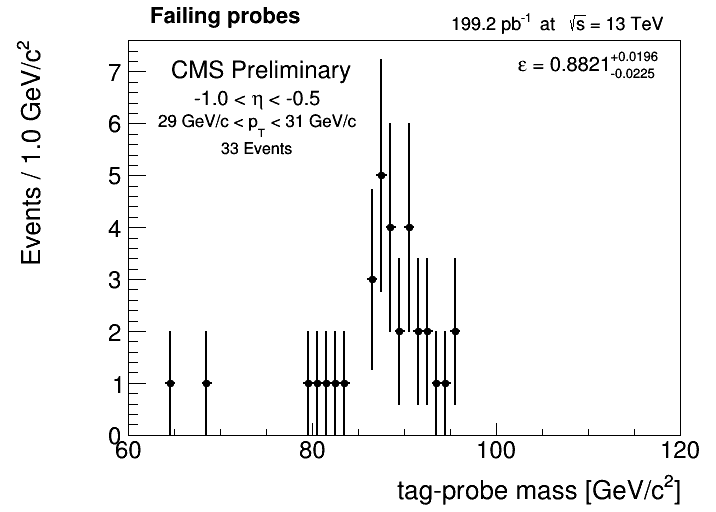 Failing probes
199.2 pb⁻¹ at √s = 13 TeV
CMS Preliminary
ε = 0.8821 +0.0196 -0.0225
-1.0 < η < -0.5
29 GeV/c < p_T < 31 GeV/c
33 Events
Events / 1.0 GeV/c²
7
6
5
4
3
2
1
0
60 80 100 120
tag-probe mass [GeV/c²]